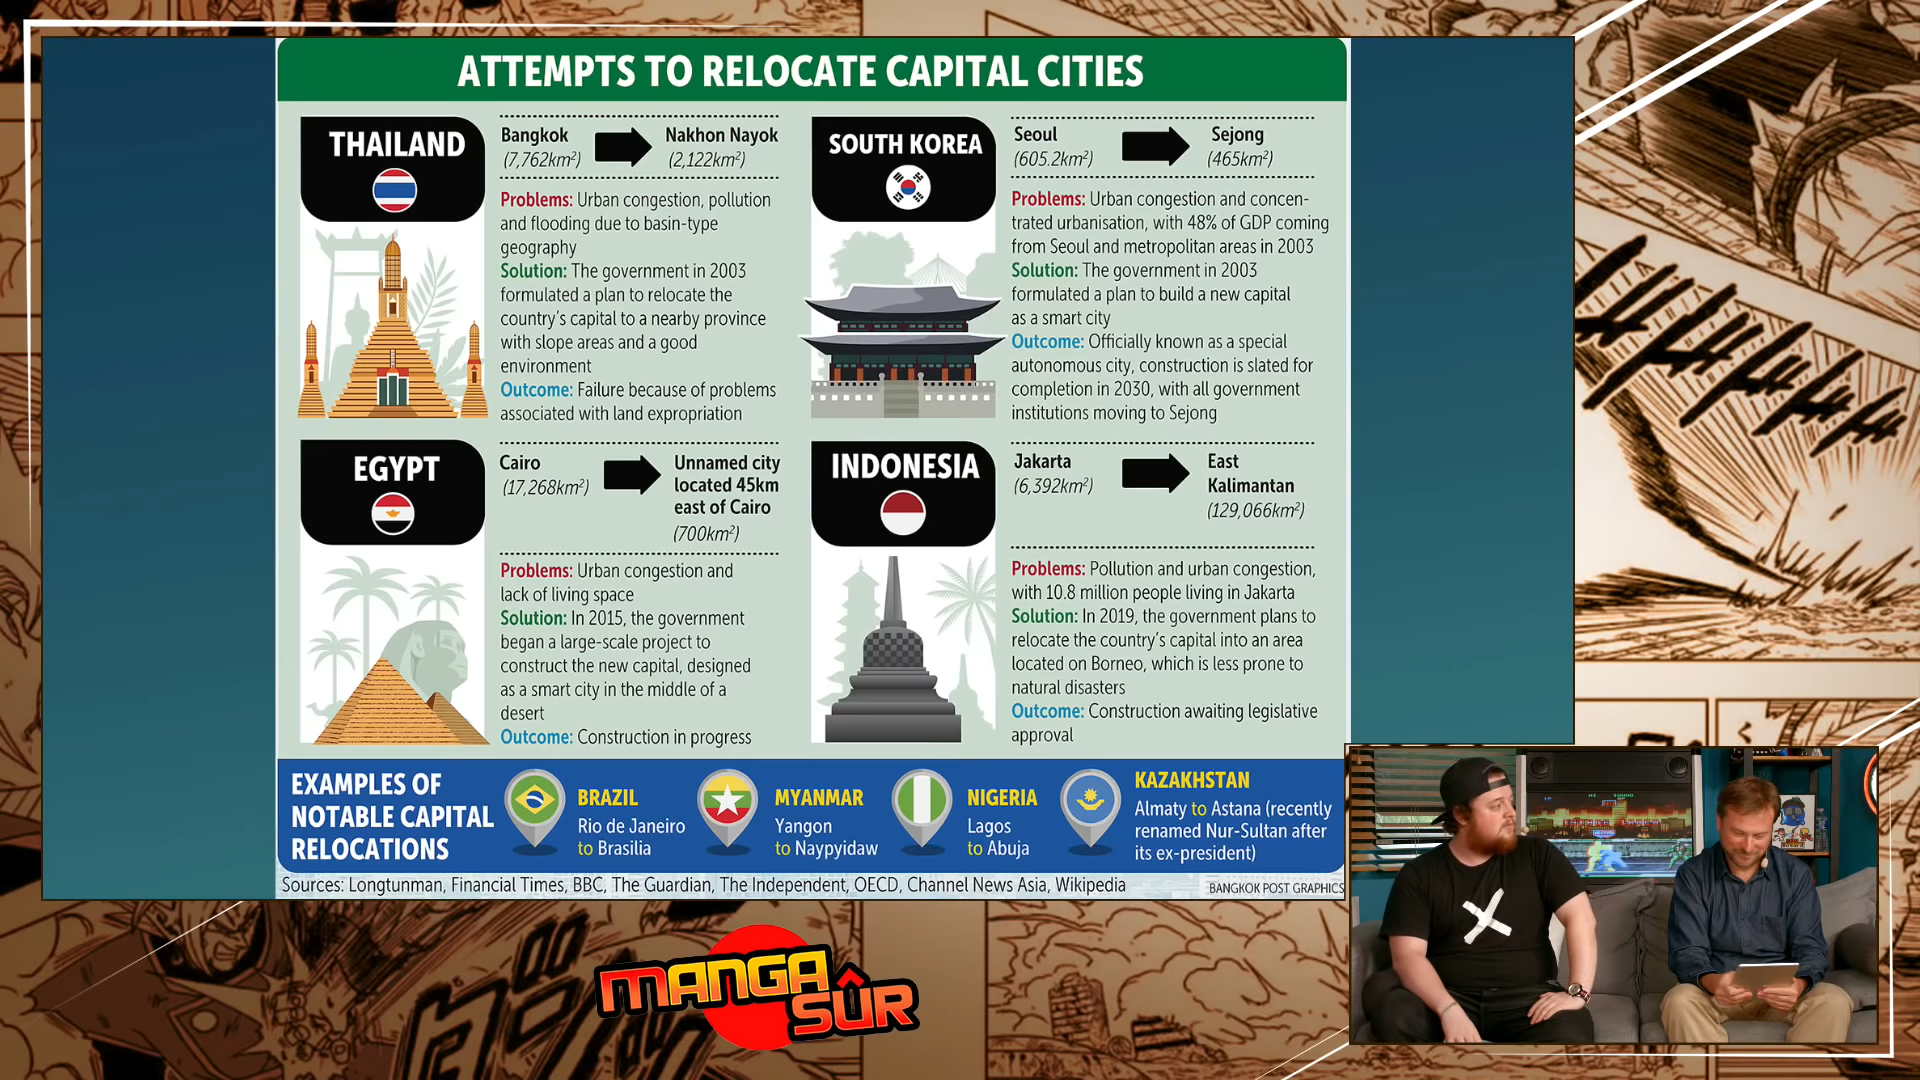 ATTEMPTS TO RELOCATE CAPITAL CITIES
THAILAND
Bangkok
(7,762km²)
Nakhon Nayok
(2,122km²)
Problems: Urban congestion, pollution
and flooding due to basin-type
geography
Solution: The government in 2003
formulated a plan to relocate the
country's capital to a nearby province
with slope areas and a good
environment
Outcome: Failure because of problems
associated with land expropriation
SOUTH KOREA
Seoul
(605.2km²)
Sejong
(465km²)
Problems: Urban congestion and concen-
trated urbanisation, with 48% of GDP coming
from Seoul and metropolitan areas in 2003
Solution: The government in 2003
formulated a plan to build a new capital
as a smart city
Outcome: Officially known as a special
autonomous city, construction is slated for
completion in 2030, with all government
institutions moving to Sejong
EGYPT
Cairo
(17,268km²)
Unnamed city
located 45km
east of Cairo
(700km²)
Problems: Urban congestion and
lack of living space
Solution: In 2015, the government
began a large-scale project to
construct the new capital, designed
as a smart city in the middle of a
desert
Outcome: Construction in progress
INDONESIA
Jakarta
(6,392km²)
East
Kalimantan
(129,066km²)
Problems: Pollution and urban congestion,
with 10.8 million people living in Jakarta
Solution: In 2019, the government plans to
relocate the country's capital into an area
located on Borneo, which is less prone to
natural disasters
Outcome: Construction awaiting legislative
approval
EXAMPLES OF
NOTABLE CAPITAL
RELOCATIONS
BRAZIL
Rio de Janeiro
to Brasilia
MYANMAR
Yangon
to Naypyidaw
NIGERIA
Lagos
to Abuja
KAZAKHSTAN
Almaty to Astana (recently
renamed Nur-Sultan after
its ex-president)
Sources: Longtunman, Financial Times, BBC, The Guardian, The Independent, OECD, Channel News Asia, Wikipedia
BANGKOK POST GRAPHICS
MANGA
SÛR